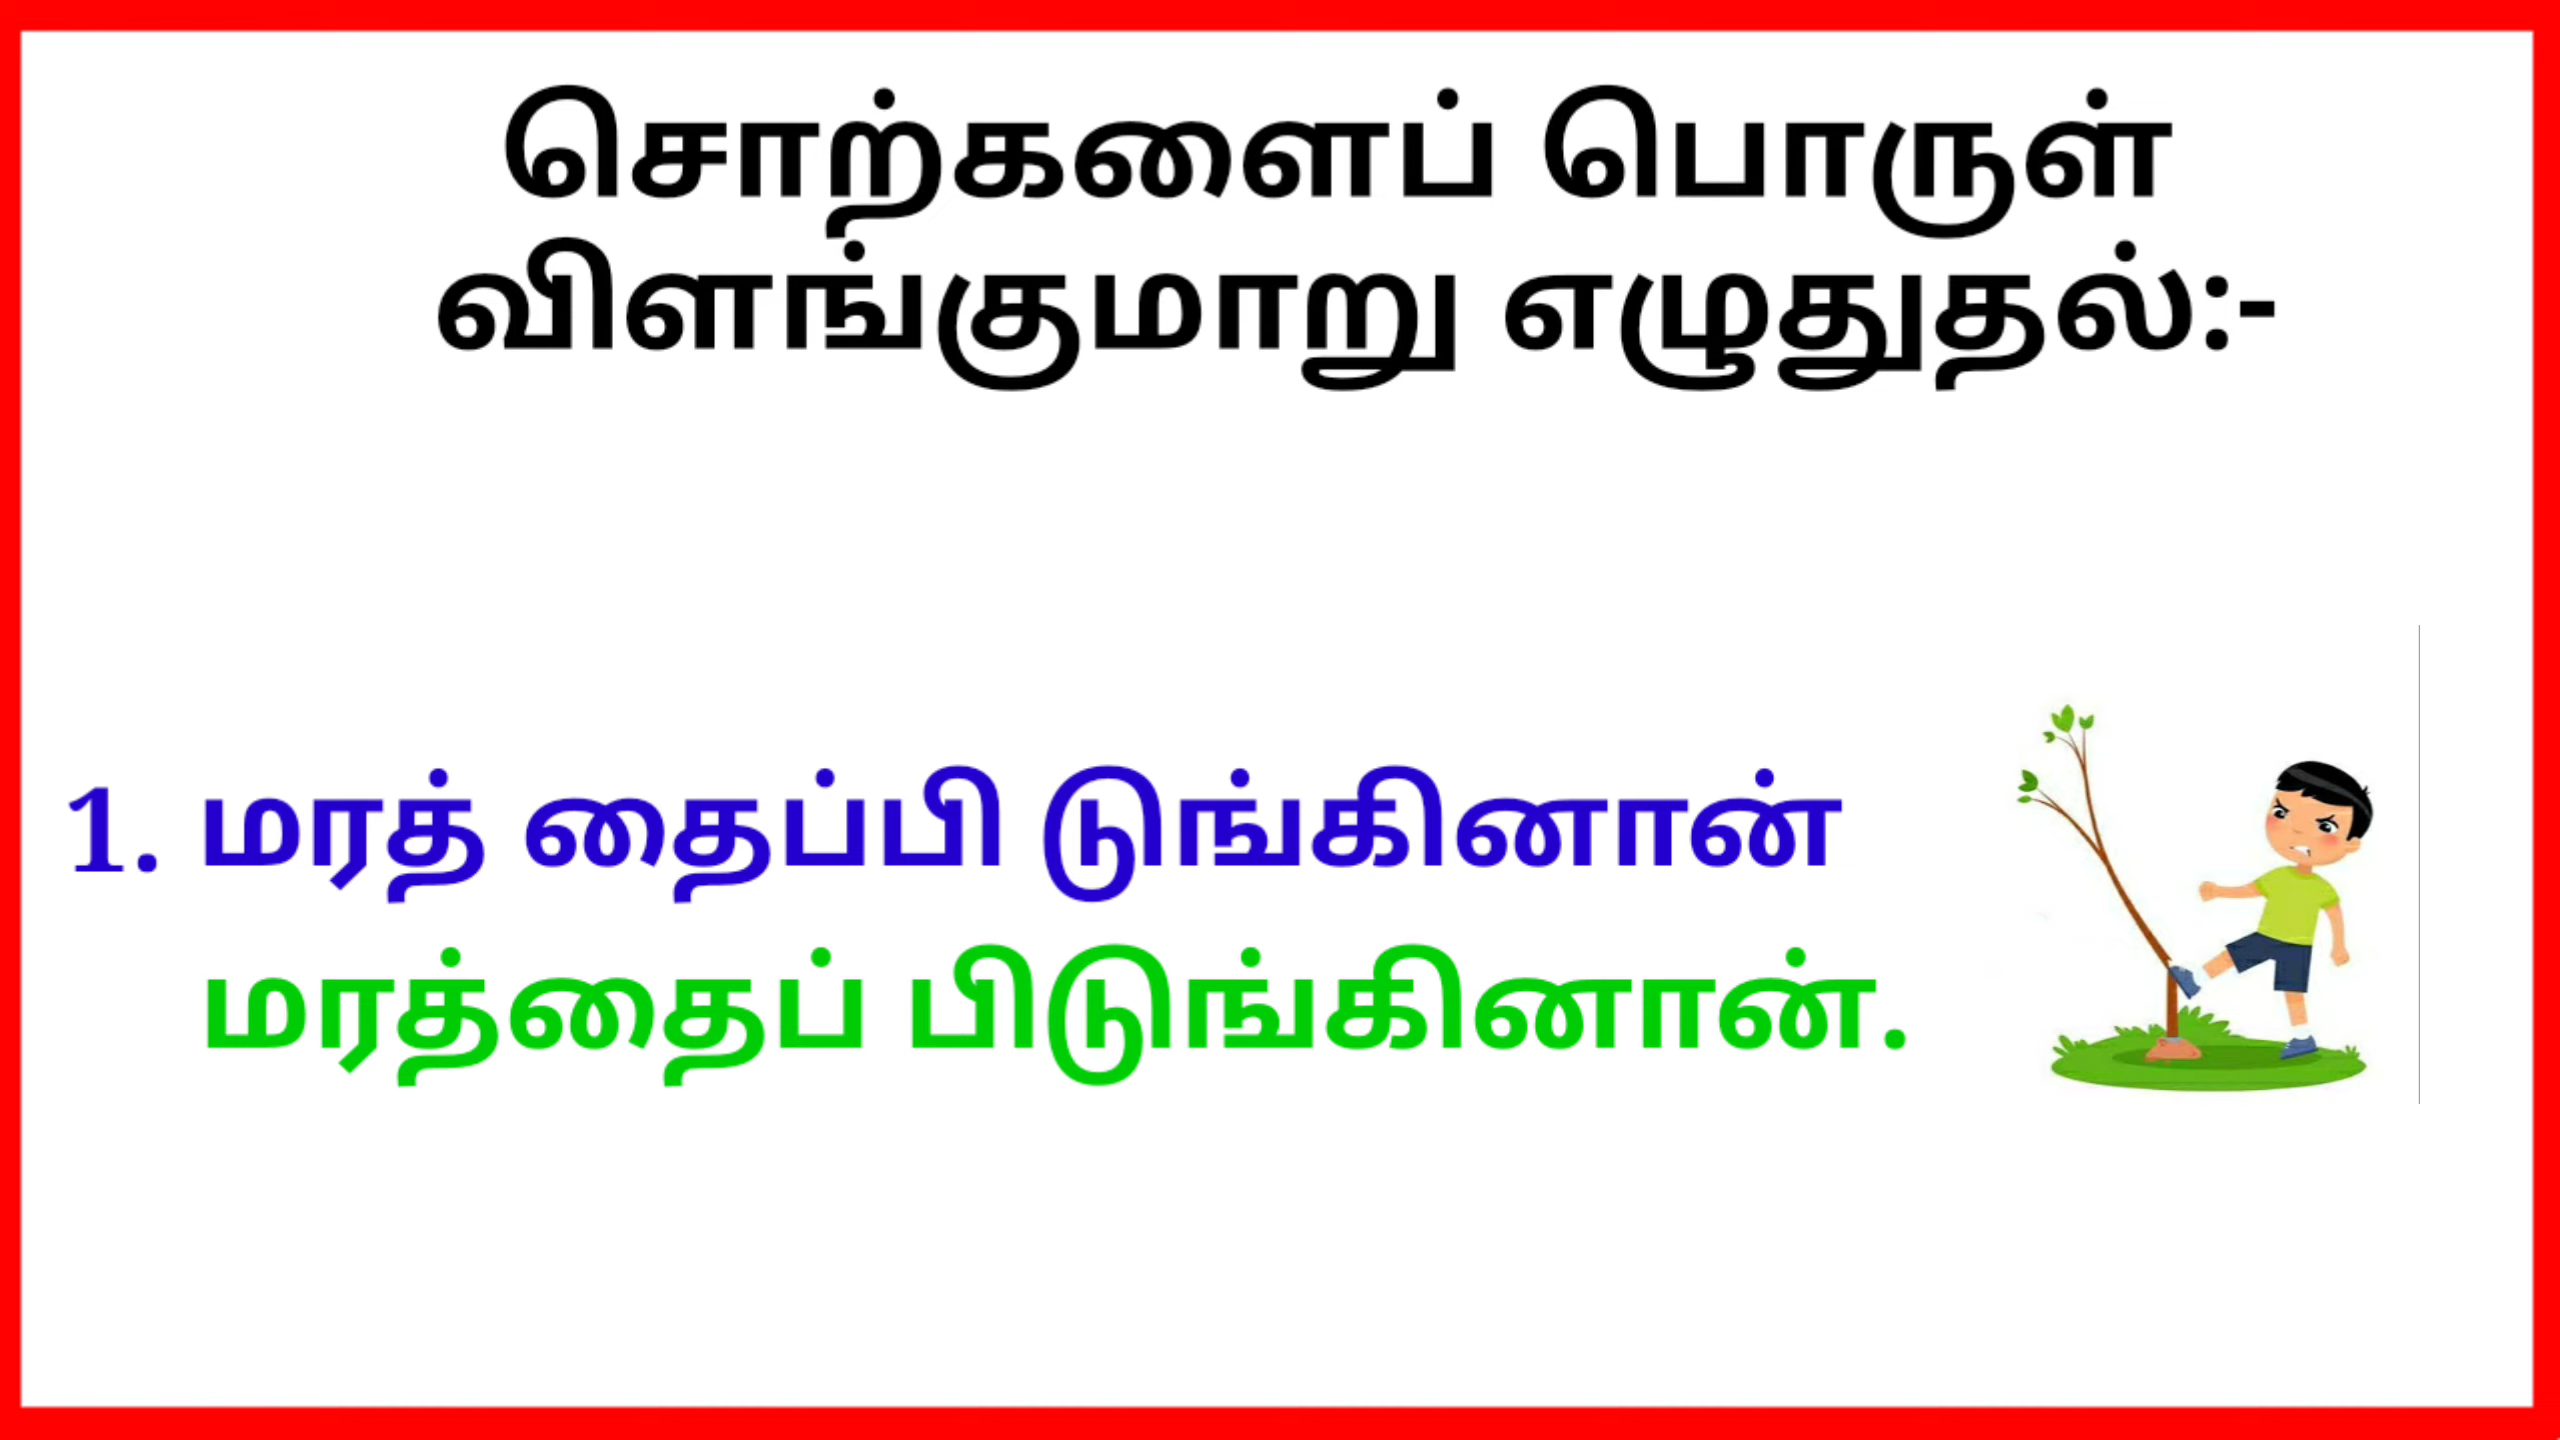 சொற்களைப் பொருள்
விளங்குமாறு எழுதுதல்:-
1. மரத் தைப்பி டுங்கினான்
மரத்தைப் பிடுங்கினான்.